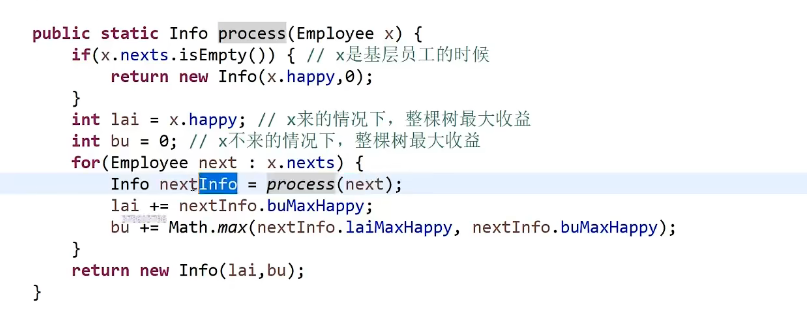 public static Info process(Employee x) {
    if(x.nexts.isEmpty()) { // x是基层员工的时候
        return new Info(x.happy,0);
    }
    int lai = x.happy; // x来的情况下，整棵树最大收益
    int bu = 0; // x不来的情况下，整棵树最大收益
    for(Employee next : x.nexts) {
        Info nextInfo = process(next);
        lai += nextInfo.buMaxHappy;
        bu += Math.max(nextInfo.laiMaxHappy, nextInfo.buMaxHappy);
    }
    return new Info(lai,bu);
}